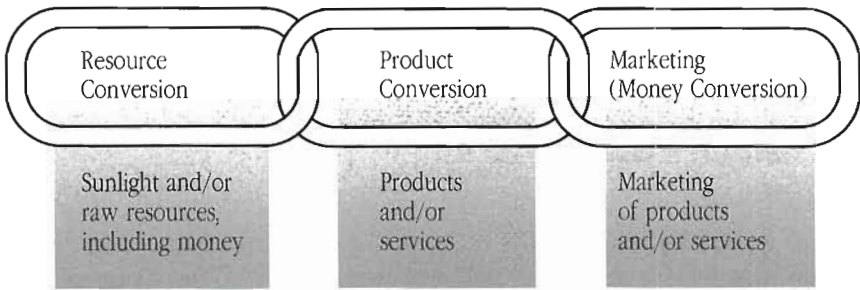 Resource
Conversion
Product
Conversion
Marketing
(Money Conversion)
Sunlight and/or
raw resources,
including money
Products
and/or
services
Marketing
of products
and/or services